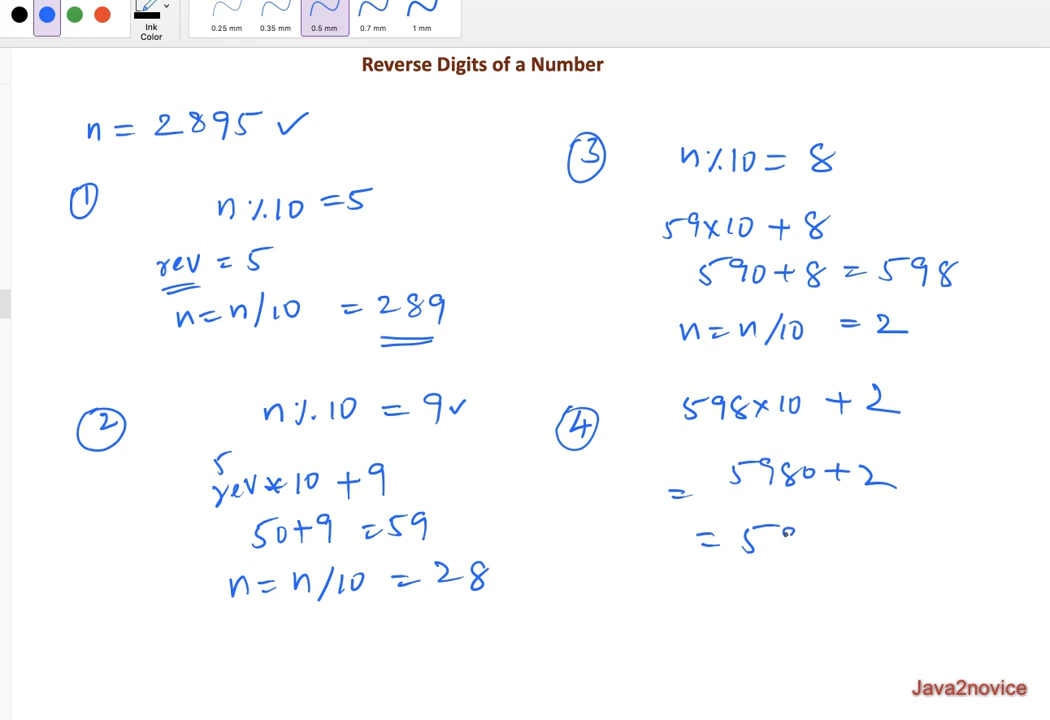 0.25 mm 0.35 mm 0.5 mm 0.7 mm 1 mm
Ink
Color
Reverse Digits of a Number
n = 2895 ✓
①
n % 10 = 5
rev = 5
n = n/10 = 289
②
n % 10 = 9 ✓
5
rev * 10 + 9
50+9 = 59
n = n/10 = 28
③
n % 10 = 8
59×10 + 8
590+8 = 598
n = n/10 = 2
④
598×10 + 2
= 5980+2
= 5
Java2novice